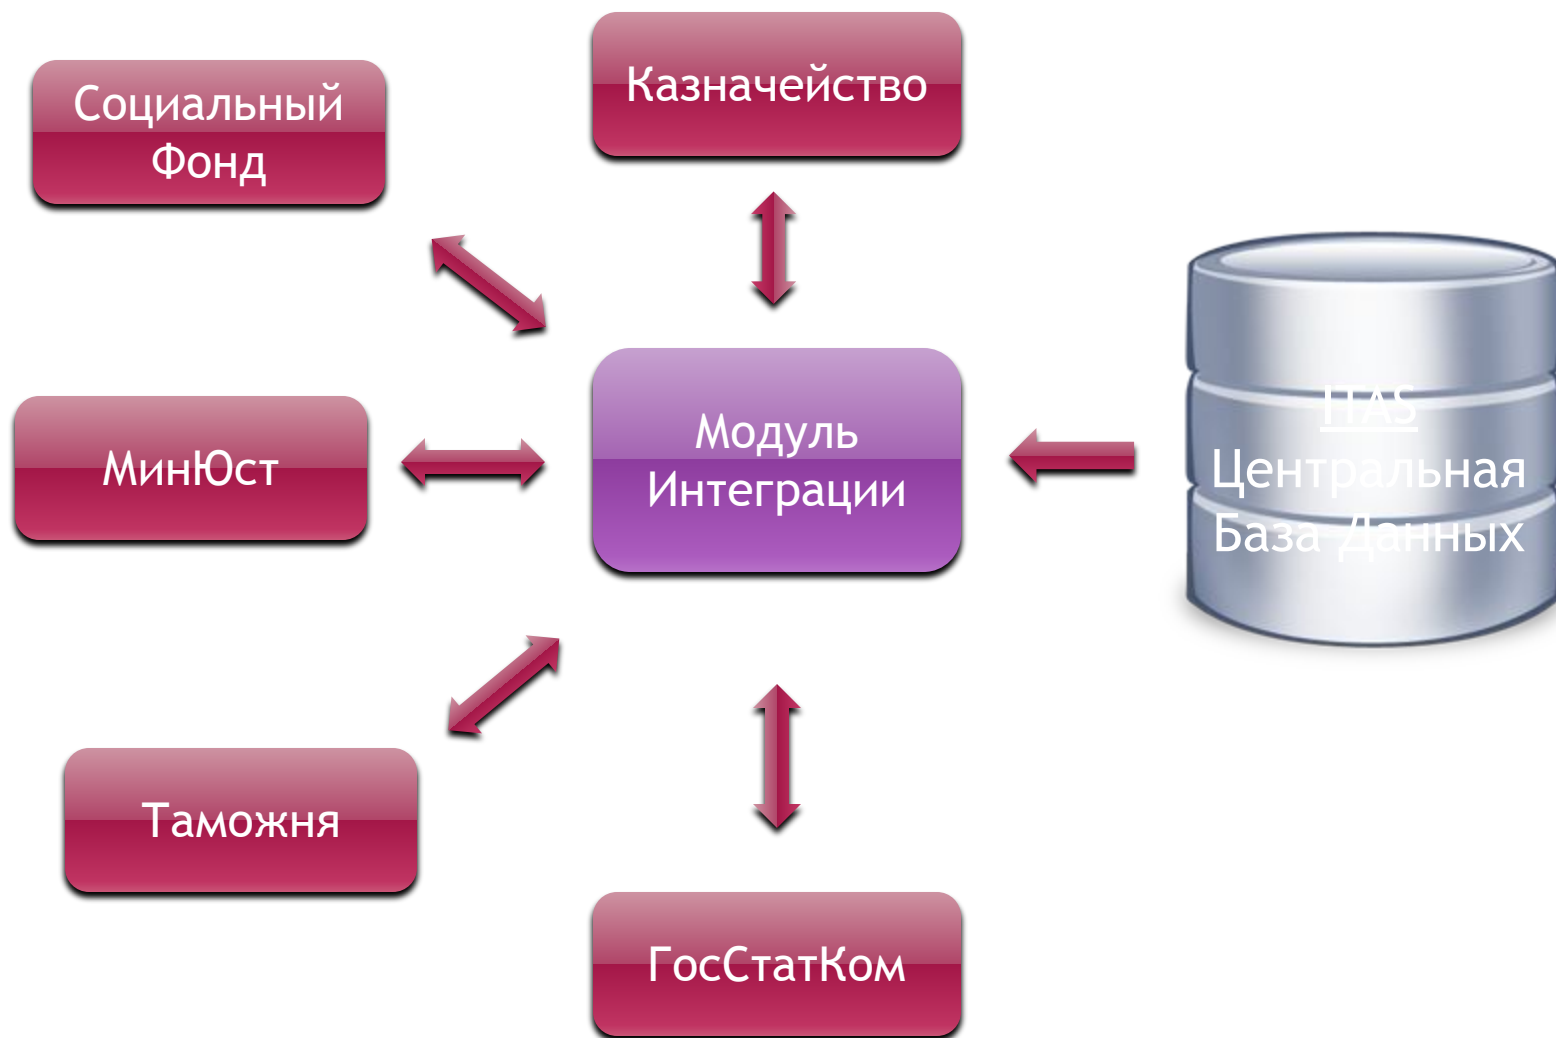 Казначейство
Социальный
Фонд
ITAS
Центральная
База Данных
Модуль
Интеграции
МинЮст
Таможня
ГосСтатКом